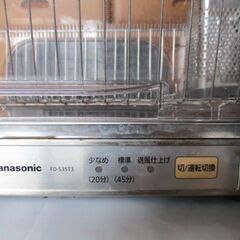 Panasonic FD-S35T3
少なめ 標準 送風仕上げ 切/運転切換
(20分) (45分)